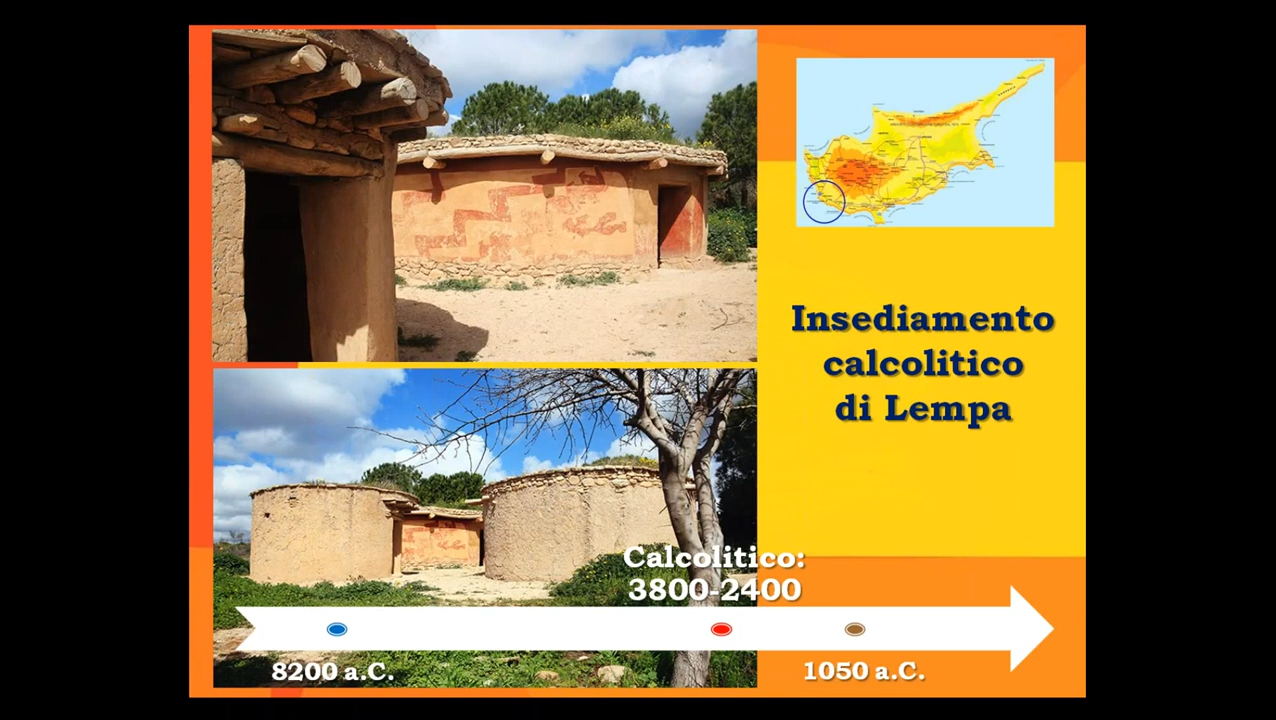 Insediamento
calcolitico
di Lempa
Calcolitico:
3800-2400
8200 a.C.
1050 a.C.